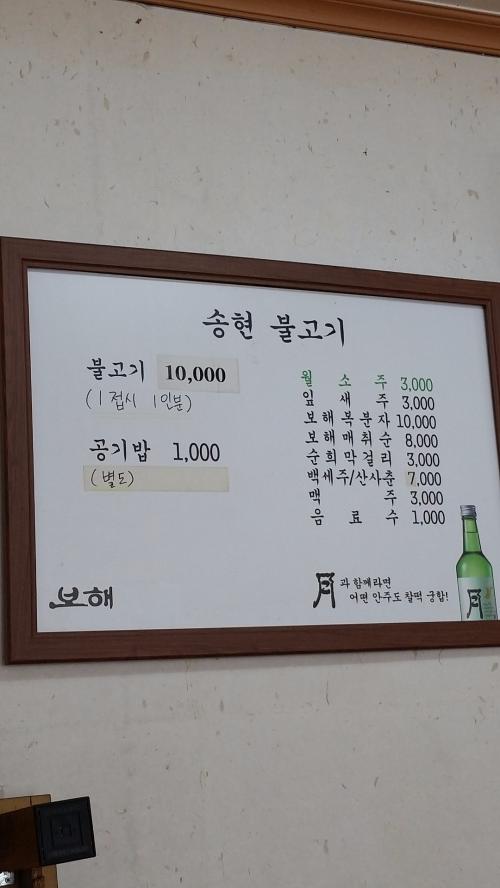 송현 불고기
불고기 10,000
(1접시 1인분)
공기밥 1,000
(별도)
월 소 주 3,000
잎 새 주 3,000
보해복분자 10,000
보해매취순 8,000
순희막걸리 3,000
백세주/산사춘 7,000
맥 주 3,000
음 료 수 1,000
보해
月과 함께라면
어떤 안주도 찰떡 궁합!
月